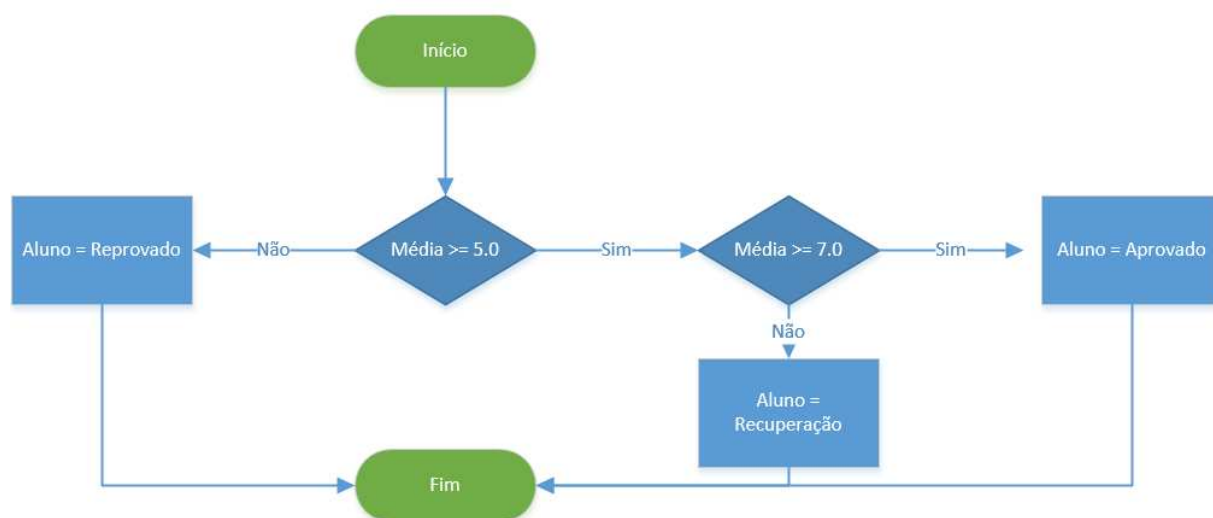 Início
Aluno = Reprovado
Não
Média >= 5.0
Sim
Média >= 7.0
Sim
Aluno = Aprovado
Não
Aluno =
Recuperação
Fim